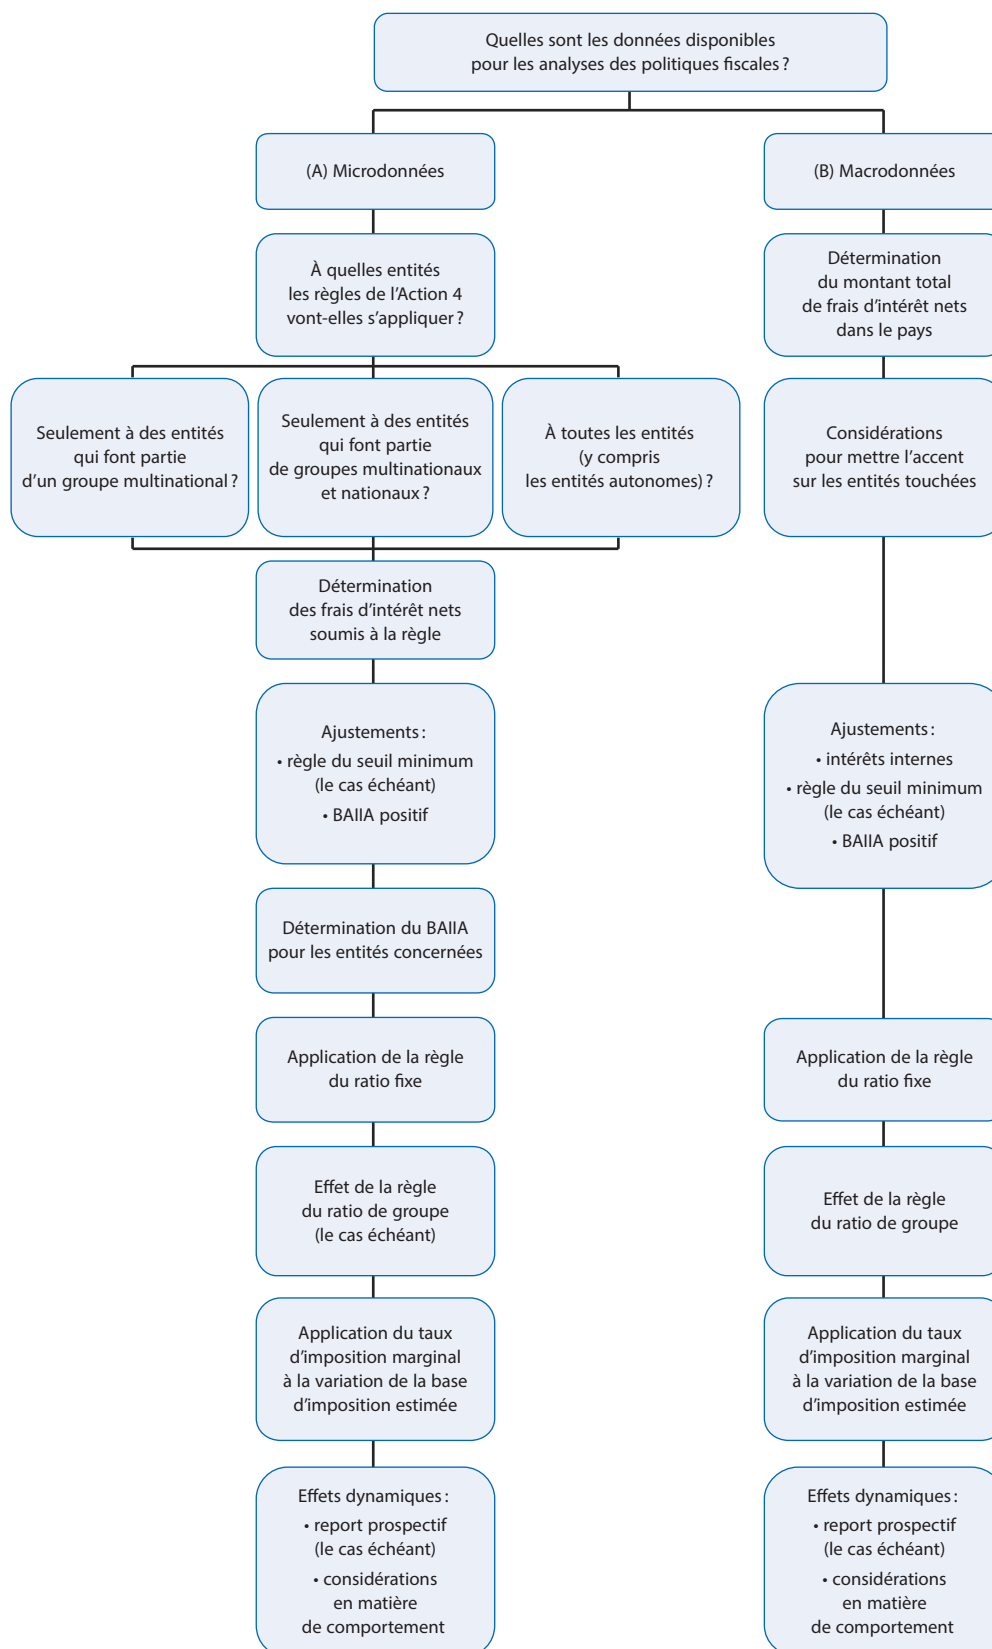 Quelles sont les données disponibles
pour les analyses des politiques fiscales ?
(A) Microdonnées
À quelles entités
les règles de l’Action 4
vont-elles s’appliquer ?
Seulement à des entités
qui font partie
d’un groupe multinational ?
Seulement à des entités
qui font partie
de groupes multinationaux
et nationaux ?
À toutes les entités
(y compris
les entités autonomes) ?
Détermination
des frais d’intérêt nets
soumis à la règle
Ajustements :
• règle du seuil minimum
(le cas échéant)
• BAIIA positif
Détermination du BAIIA
pour les entités concernées
Application de la règle
du ratio fixe
Effet de la règle
du ratio de groupe
(le cas échéant)
Application du taux
d’imposition marginal
à la variation de la base
d’imposition estimée
Effets dynamiques :
• report prospectif
(le cas échéant)
• considérations
en matière
de comportement
(B) Macrodonnées
Détermination
du montant total
de frais d’intérêt nets
dans le pays
Considérations
pour mettre l’accent
sur les entités touchées
Ajustements :
• intérêts internes
• règle du seuil minimum
(le cas échéant)
• BAIIA positif
Application de la règle
du ratio fixe
Effet de la règle
du ratio de groupe
Application du taux
d’imposition marginal
à la variation de la base
d’imposition estimée
Effets dynamiques :
• report prospectif
(le cas échéant)
• considérations
en matière
de comportement